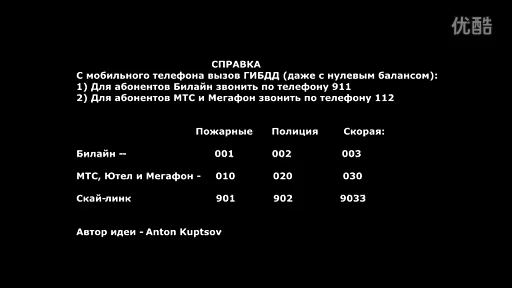 优酷
СПРАВКА
С мобильного телефона вызов ГИБДД (даже с нулевым балансом):
1) Для абонентов Билайн звонить по телефону 911
2) Для абонентов МТС и Мегафон звонить по телефону 112
Пожарные Полиция Скорая:
Билайн -- 001 002 003
МТС, Ютел и Мегафон - 010 020 030
Скай-линк 901 902 9033
Автор идеи - Anton Kuptsov